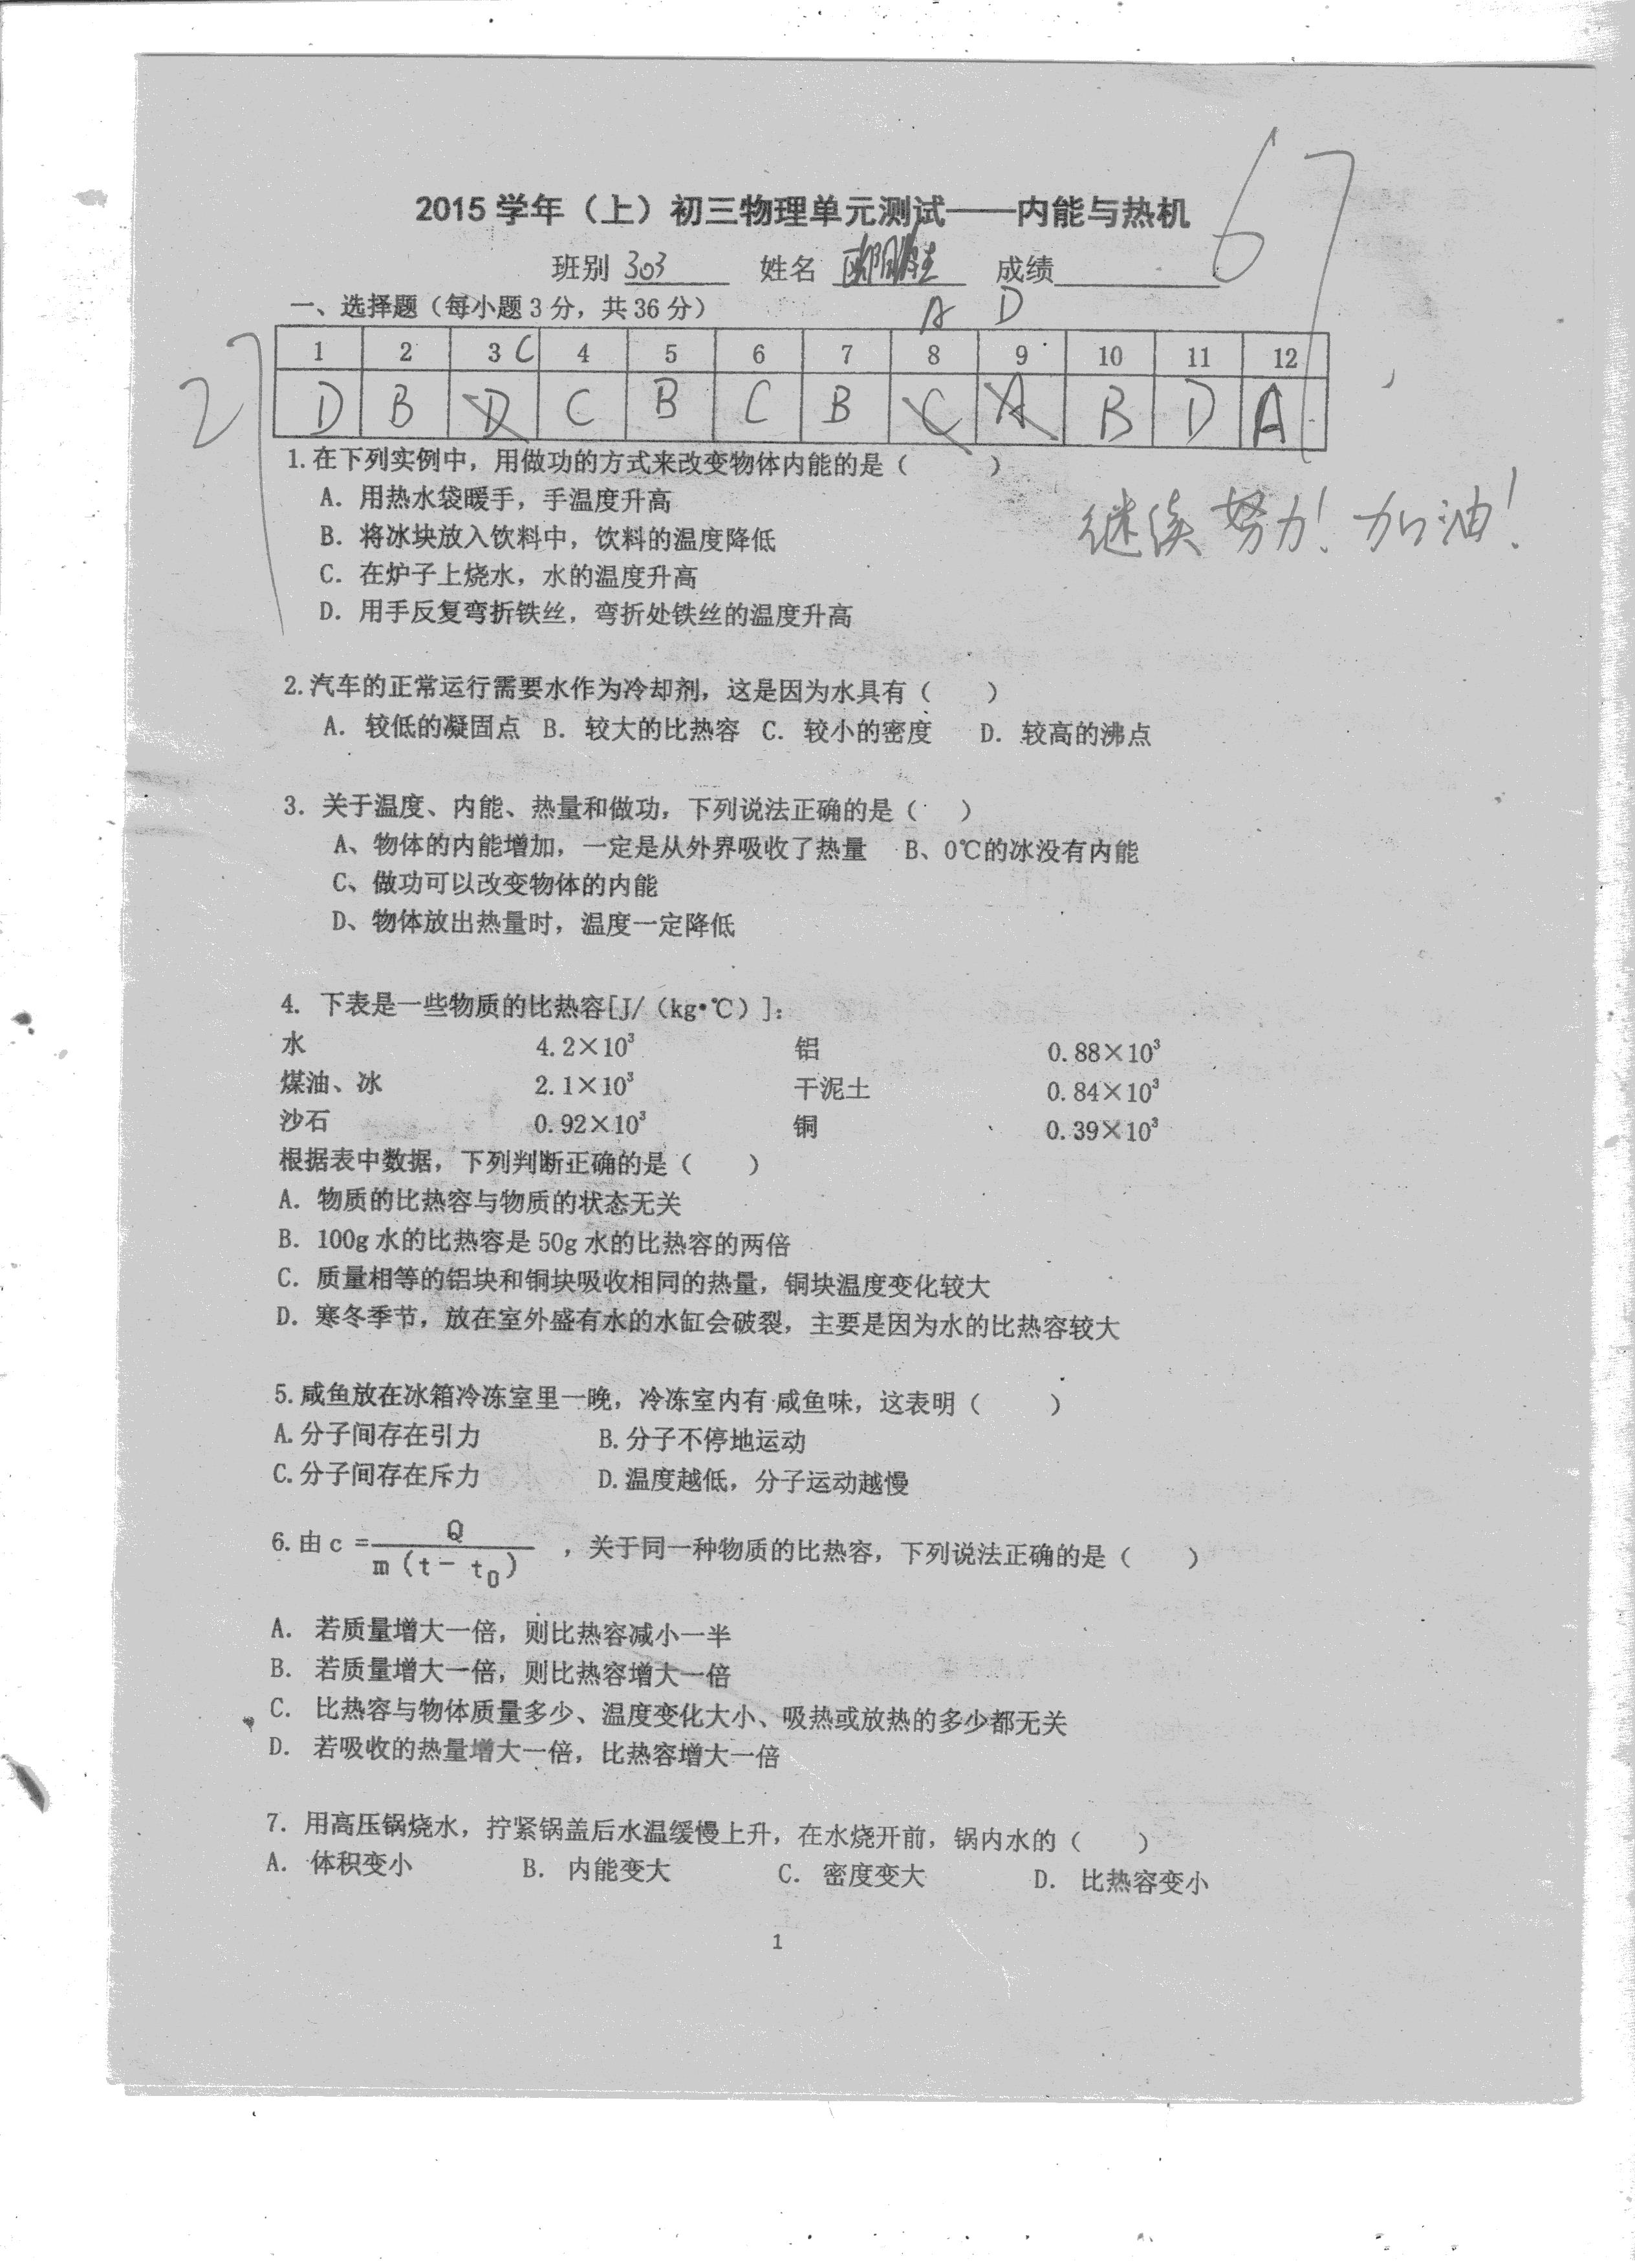 67
2015 学年（上）初三物理单元测试——内能与热机
班别 303 姓名 成绩
一、选择题（每小题 3 分，共 36 分）
A D
27
1 2 3 C 4 5 6 7 8 9 10 11 12
D B D C B C B C A B D A
继续努力！加油！
1.在下列实例中，用做功的方式来改变物体内能的是（ ）
A．用热水袋暖手，手温度升高
B．将冰块放入饮料中，饮料的温度降低
C．在炉子上烧水，水的温度升高
D．用手反复弯折铁丝，弯折处铁丝的温度升高
2.汽车的正常运行需要水作为冷却剂，这是因为水具有（ ）
A．较低的凝固点 B．较大的比热容 C．较小的密度 D．较高的沸点
3．关于温度、内能、热量和做功，下列说法正确的是（ ）
A、物体的内能增加，一定是从外界吸收了热量 B、0℃的冰没有内能
C、做功可以改变物体的内能
D、物体放出热量时，温度一定降低
4. 下表是一些物质的比热容[J/（kg•℃）]：
水 4.2×10³ 铝 0.88×10³
煤油、冰 2.1×10³ 干泥土 0.84×10³
沙石 0.92×10³ 铜 0.39×10³
根据表中数据，下列判断正确的是（ ）
A．物质的比热容与物质的状态无关
B．100g 水的比热容是 50g 水的比热容的两倍
C．质量相等的铝块和铜块吸收相同的热量，铜块温度变化较大
D．寒冬季节，放在室外盛有水的水缸会破裂，主要是因为水的比热容较大
5.咸鱼放在冰箱冷冻室里一晚，冷冻室内有咸鱼味，这表明（ ）
A.分子间存在引力 B.分子不停地运动
C.分子间存在斥力 D.温度越低，分子运动越慢
6.由 c = Q / m (t − t₀) ，关于同一种物质的比热容，下列说法正确的是（ ）
A. 若质量增大一倍，则比热容减小一半
B. 若质量增大一倍，则比热容增大一倍
C. 比热容与物体质量多少、温度变化大小、吸热或放热的多少都无关
D. 若吸收的热量增大一倍，比热容增大一倍
7. 用高压锅烧水，拧紧锅盖后水温缓慢上升，在水烧开前，锅内水的（ ）
A. 体积变小 B. 内能变大 C. 密度变大 D. 比热容变小
1